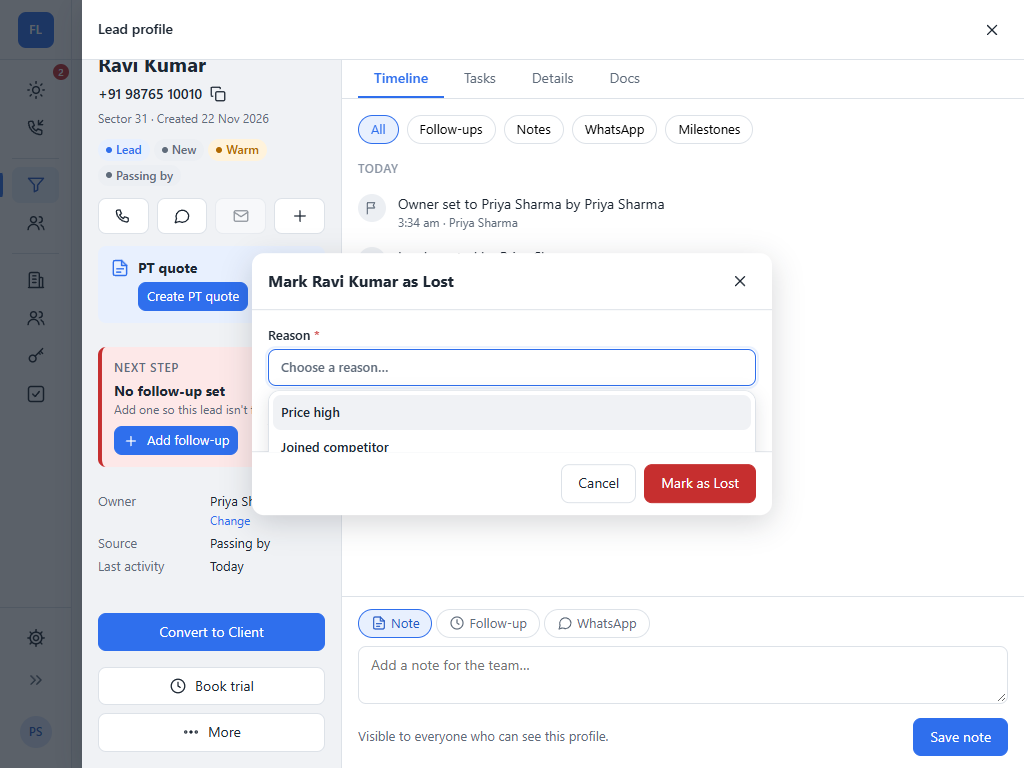 FL
Lead profile
2
Ravi Kumar
+91 98765 10010
Sector 31 · Created 22 Nov 2026
Lead
New
Warm
Passing by
PT quote
Create PT quote
NEXT STEP
No follow-up set
Add one so this lead isn't
Add follow-up
Owner
Priya Sh
Change
Source
Passing by
Last activity
Today
Convert to Client
Book trial
More
PS
Timeline
Tasks
Details
Docs
All
Follow-ups
Notes
WhatsApp
Milestones
TODAY
Owner set to Priya Sharma by Priya Sharma
3:34 am · Priya Sharma
Mark Ravi Kumar as Lost
Reason *
Choose a reason...
Price high
Joined competitor
Cancel
Mark as Lost
Note
Follow-up
WhatsApp
Add a note for the team...
Visible to everyone who can see this profile.
Save note